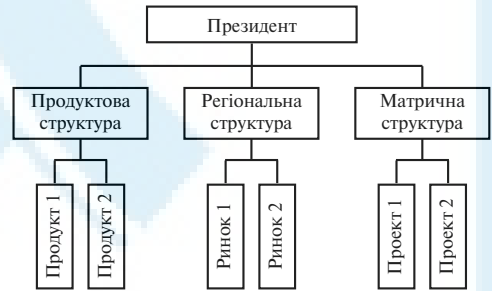 Президент
Продуктова
структура
Регіональна
структура
Матрична
структура
Продукт 1
Продукт 2
Ринок 1
Ринок 2
Проект 1
Проект 2